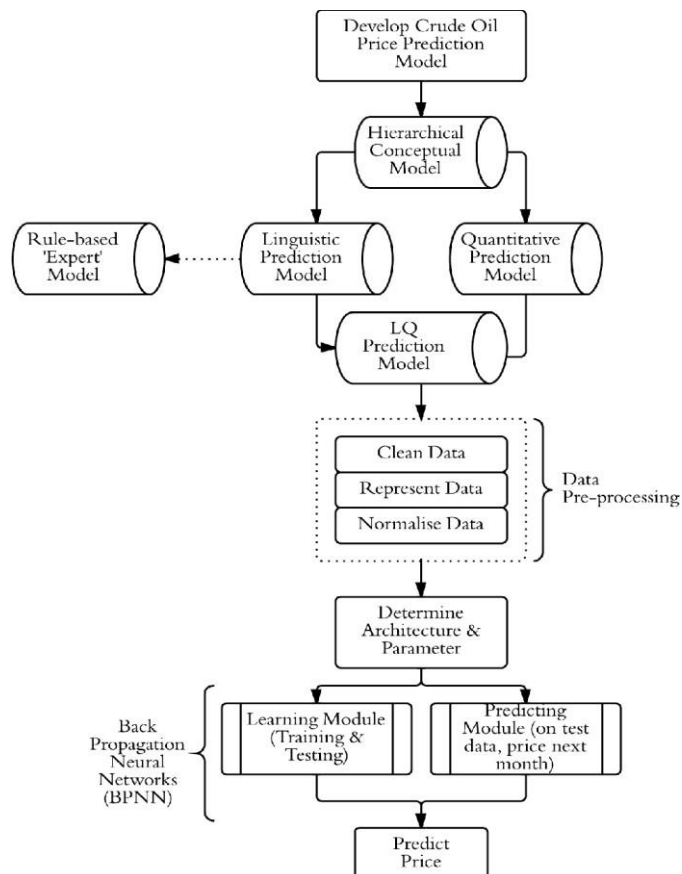 Develop Crude Oil
Price Prediction
Model
Hierarchical
Conceptual
Model
Rule-based
'Expert'
Model
Linguistic
Prediction
Model
Quantitative
Prediction
Model
LQ
Prediction
Model
Clean Data
Represent Data
Normalise Data
Data
Pre-processing
Determine
Architecture &
Parameter
Back
Propagation
Neural
Networks
(BPNN)
Learning Module
(Training &
Testing)
Predicting
Module (on test
data, price next
month)
Predict
Price